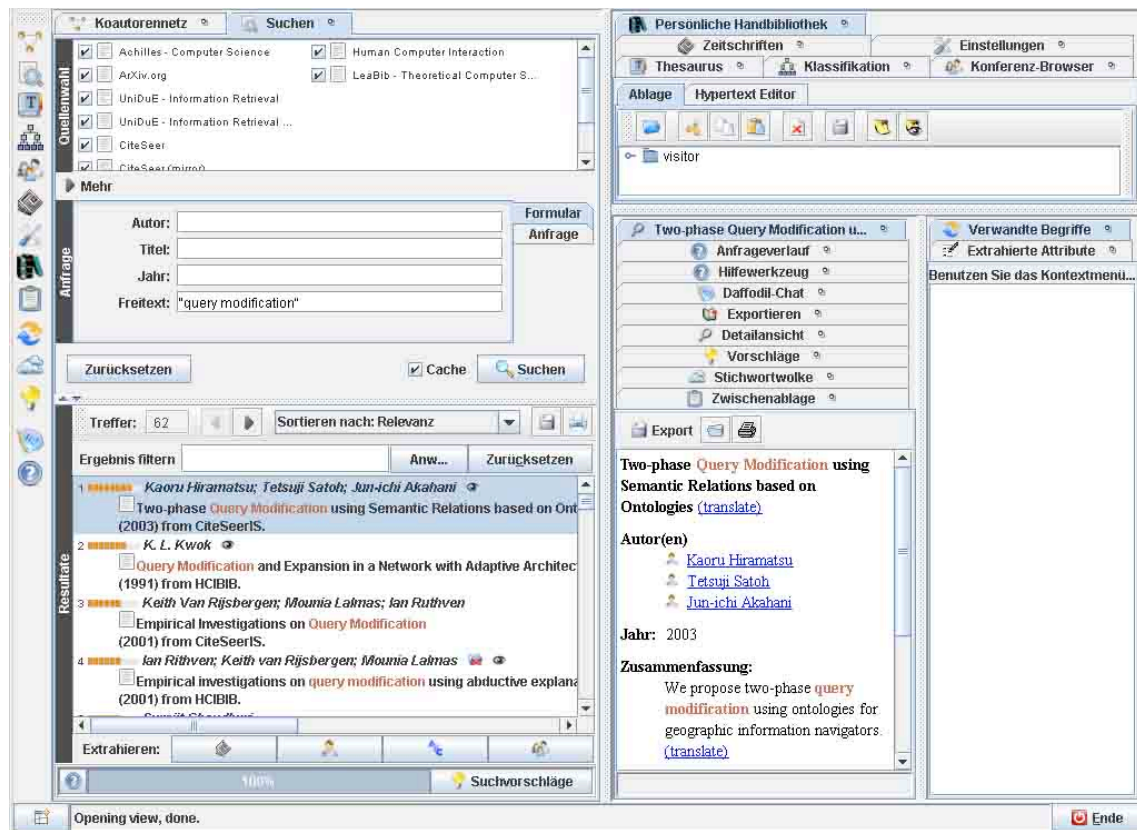 Koautorennetz
Suchen
Quellenwahl
Achilles - Computer Science
Human Computer Interaction
ArXiv.org
LeaBib - Theoretical Computer S...
UniDuE - Information Retrieval
UniDuE - Information Retrieval ...
CiteSeer
CiteSeer (mirror)
Mehr
Anfrage
Autor:
Titel:
Jahr:
Freitext: "query modification"
Formular
Anfrage
Zurücksetzen
Cache
Suchen
Treffer: 62
Sortieren nach: Relevanz
Ergebnis filtern
Anw...
Zurücksetzen
Resultate
1 Kaoru Hiramatsu; Tetsuji Satoh; Jun-ichi Akahani
Two-phase Query Modification using Semantic Relations based on Ont
(2003) from CiteSeerIS.
2 K. L. Kwok
Query Modification and Expansion in a Network with Adaptive Architec
(1991) from HCIBIB.
3 Keith Van Rijsbergen; Mounia Lalmas; Ian Ruthven
Empirical Investigations on Query Modification
(2001) from CiteSeerIS.
4 Ian Rithven; Keith van Rijsbergen; Mounia Lalmas
Empirical investigations on query modification using abductive explana
(2001) from HCIBIB.
Extrahieren:
100%
Suchvorschläge
Opening view, done.
Persönliche Handbibliothek
Zeitschriften
Einstellungen
Thesaurus
Klassifikation
Konferenz-Browser
Ablage
Hypertext Editor
visitor
Two-phase Query Modification u...
Anfrageverlauf
Hilfewerkzeug
Daffodil-Chat
Exportieren
Detailansicht
Vorschläge
Stichwortwolke
Zwischenablage
Export
Two-phase Query Modification using
Semantic Relations based on
Ontologies (translate)
Autor(en)
Kaoru Hiramatsu
Tetsuji Satoh
Jun-ichi Akahani
Jahr: 2003
Zusammenfassung:
We propose two-phase query
modification using ontologies for
geographic information navigators.
(translate)
Verwandte Begriffe
Extrahierte Attribute
Benutzen Sie das Kontextmenü...
Ende